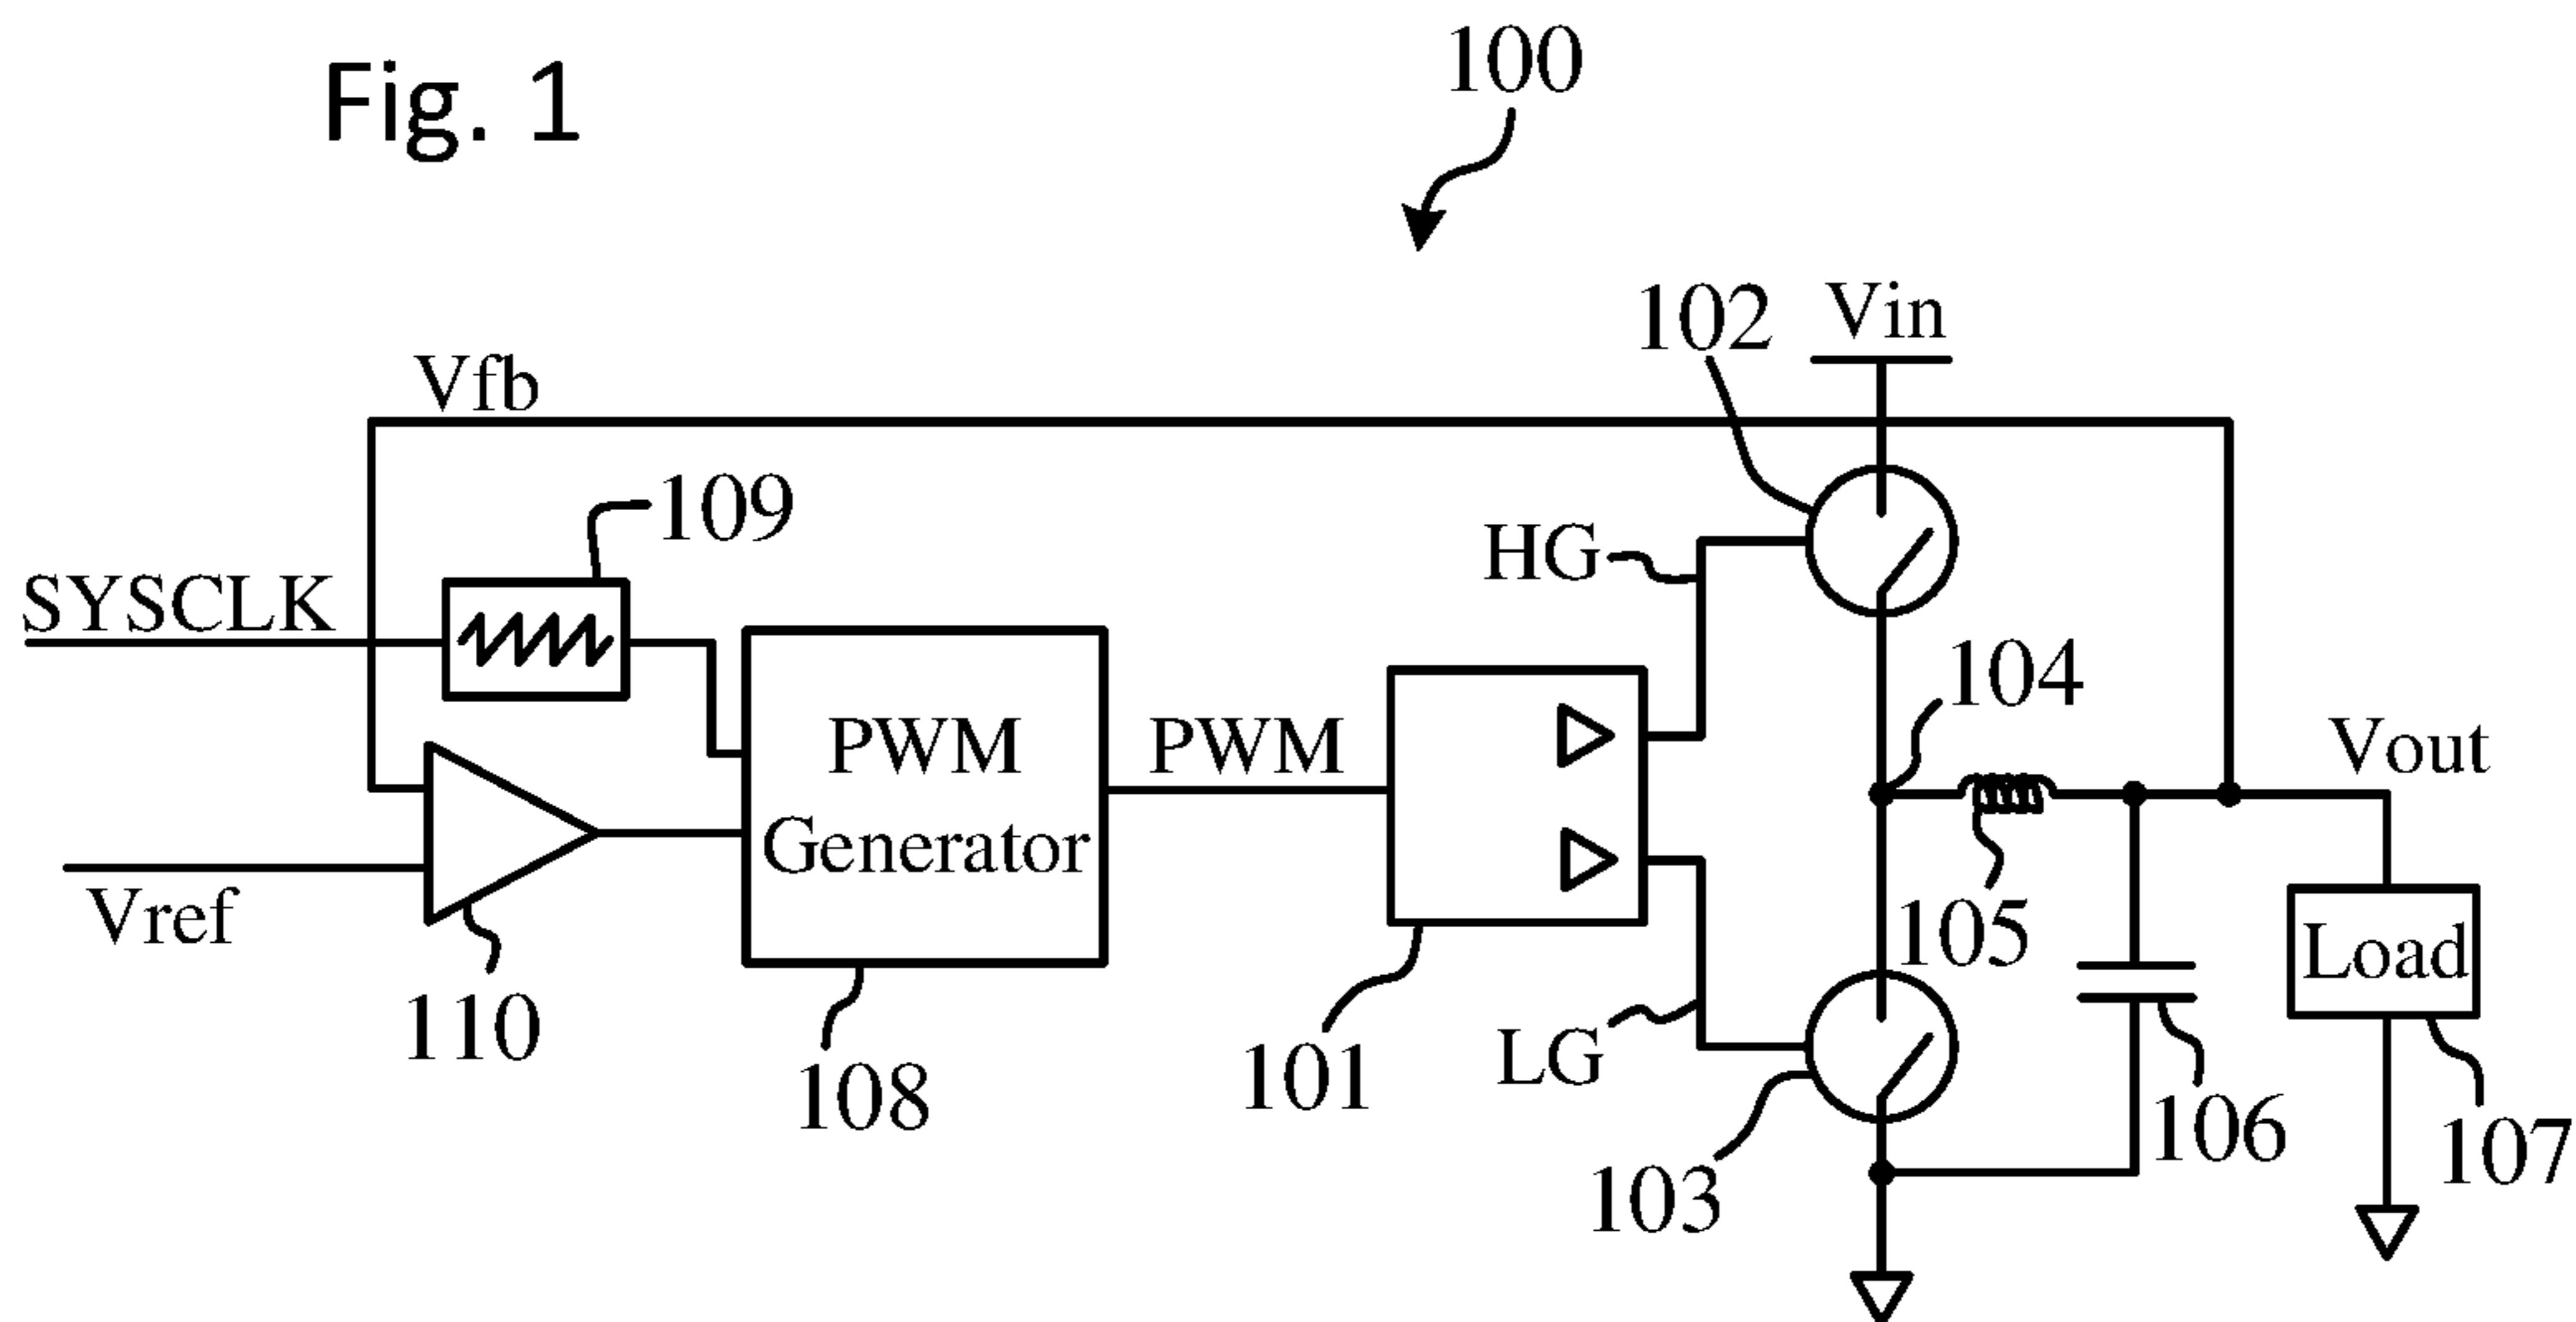 Fig. 1
100
102
Vin
Vfb
109
HG
SYSCLK
104
PWM
Generator
PWM
Vout
Vref
105
Load
110
101
LG
108
106
107
103